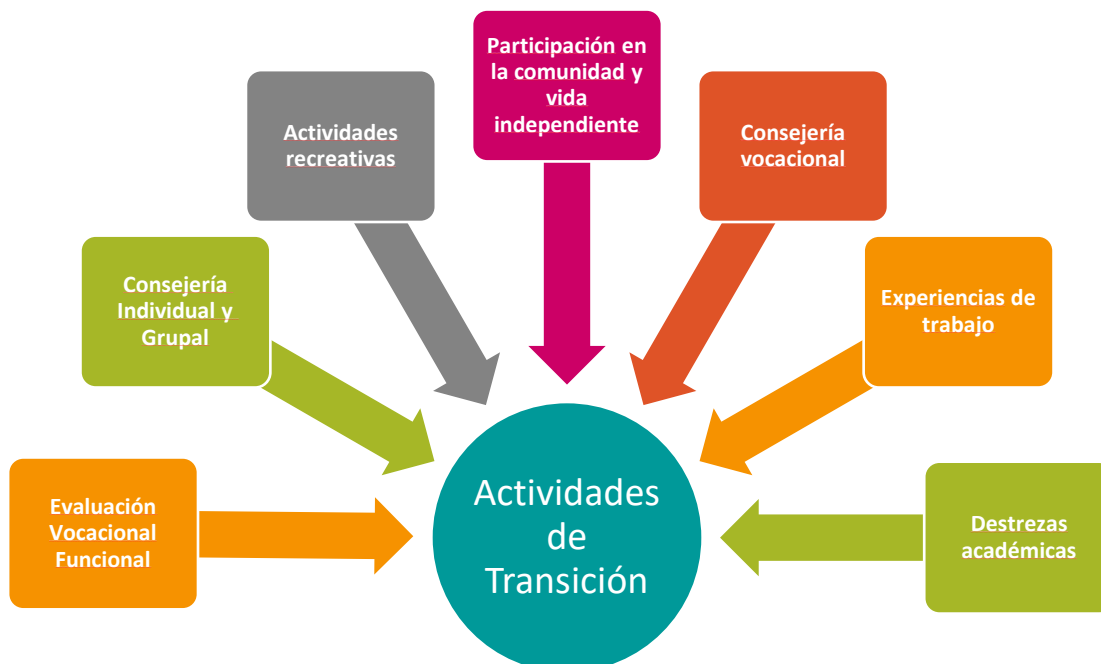 Participación en
la comunidad y
vida
independiente
Actividades
recreativas
Consejería
vocacional
Consejería
Individual y
Grupal
Experiencias de
trabajo
Evaluación
Vocacional
Funcional
Actividades
de
Transición
Destrezas
académicas